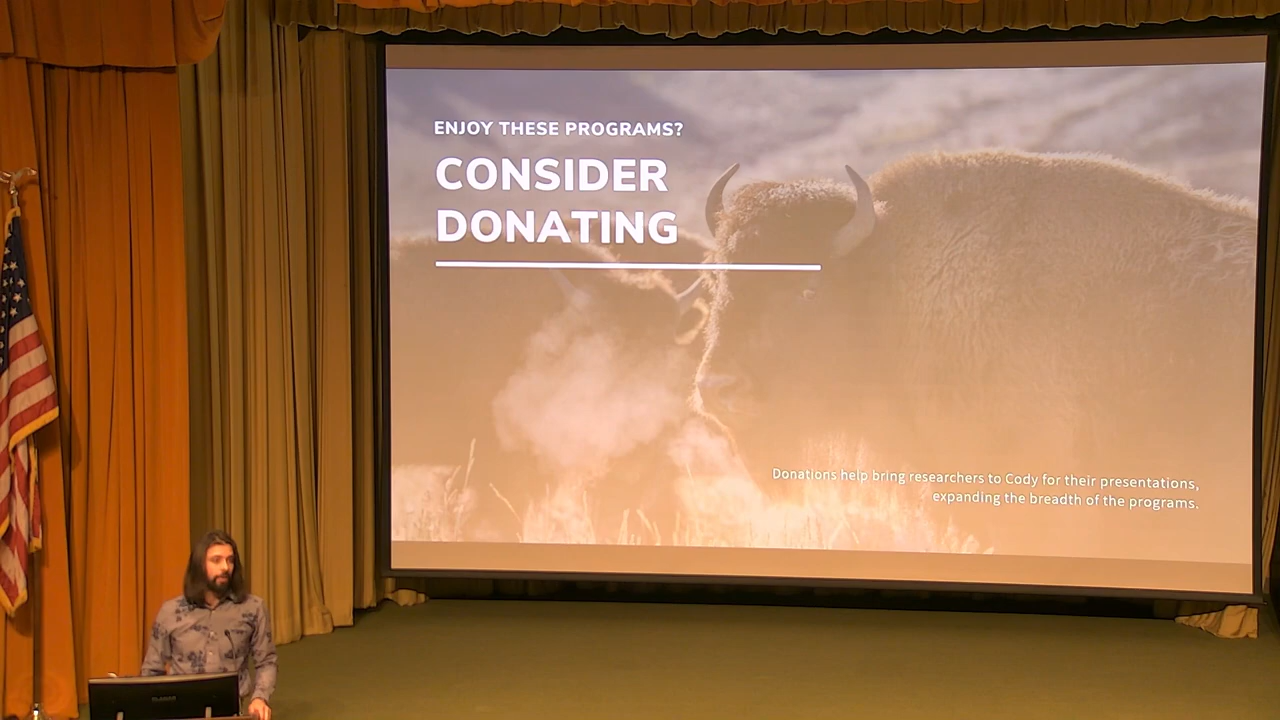 ENJOY THESE PROGRAMS?
CONSIDER
DONATING
Donations help bring researchers to Cody for their presentations,
expanding the breadth of the programs.